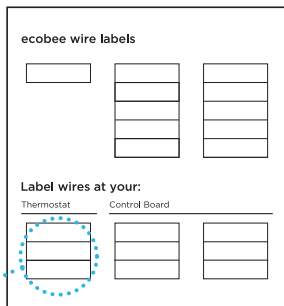 ecobee wire labels
Label wires at your:
Thermostat
Control Board